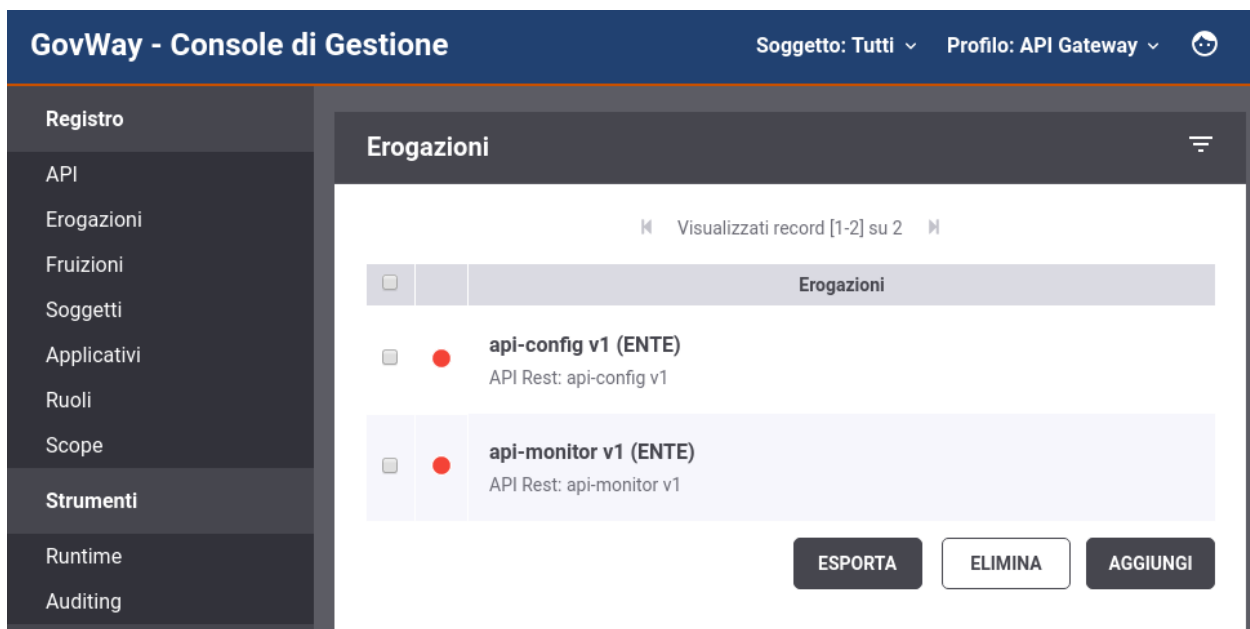 GovWay - Console di Gestione
Soggetto: Tutti
Profilo: API Gateway
Registro
API
Erogazioni
Fruizioni
Soggetti
Applicativi
Ruoli
Scope
Strumenti
Runtime
Auditing
Erogazioni
Visualizzati record [1-2] su 2
Erogazioni
api-config v1 (ENTE)
API Rest: api-config v1
api-monitor v1 (ENTE)
API Rest: api-monitor v1
ESPORTA
ELIMINA
AGGIUNGI